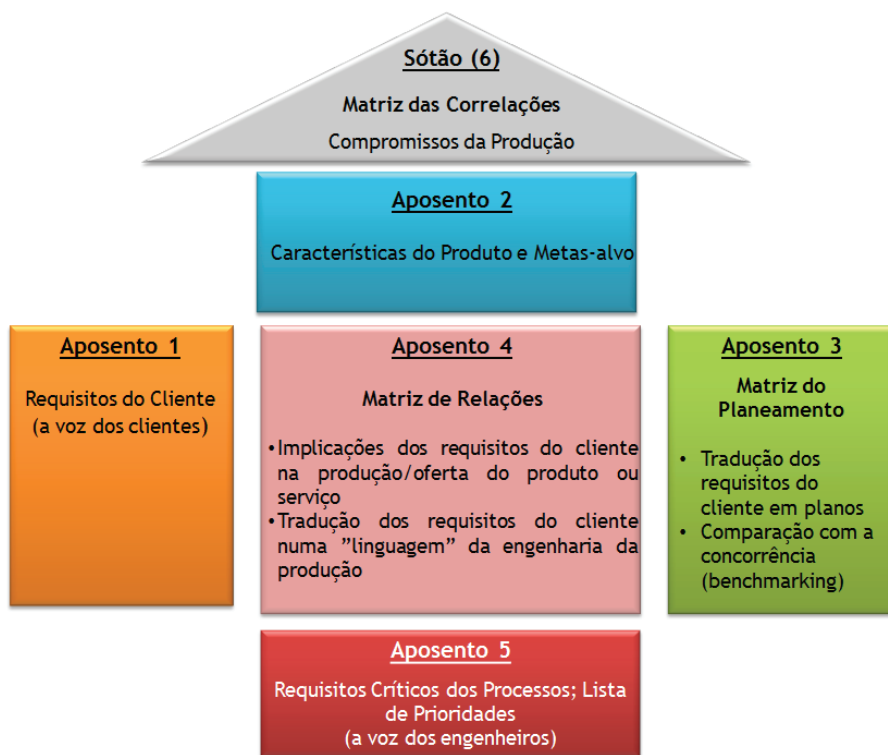 Sótão (6)
Matriz das Correlações
Compromissos da Produção
Aposento 2
Características do Produto e Metas-alvo
Aposento 1
Requisitos do Cliente
(a voz dos clientes)
Aposento 4
Matriz de Relações
•Implicações dos requisitos do cliente
na produção/oferta do produto ou
serviço
•Tradução dos requisitos do cliente
numa ”linguagem” da engenharia da
produção
Aposento 3
Matriz do
Planeamento
• Tradução dos
requisitos do
cliente em planos
• Comparação com a
concorrência
(benchmarking)
Aposento 5
Requisitos Críticos dos Processos; Lista
de Prioridades
(a voz dos engenheiros)